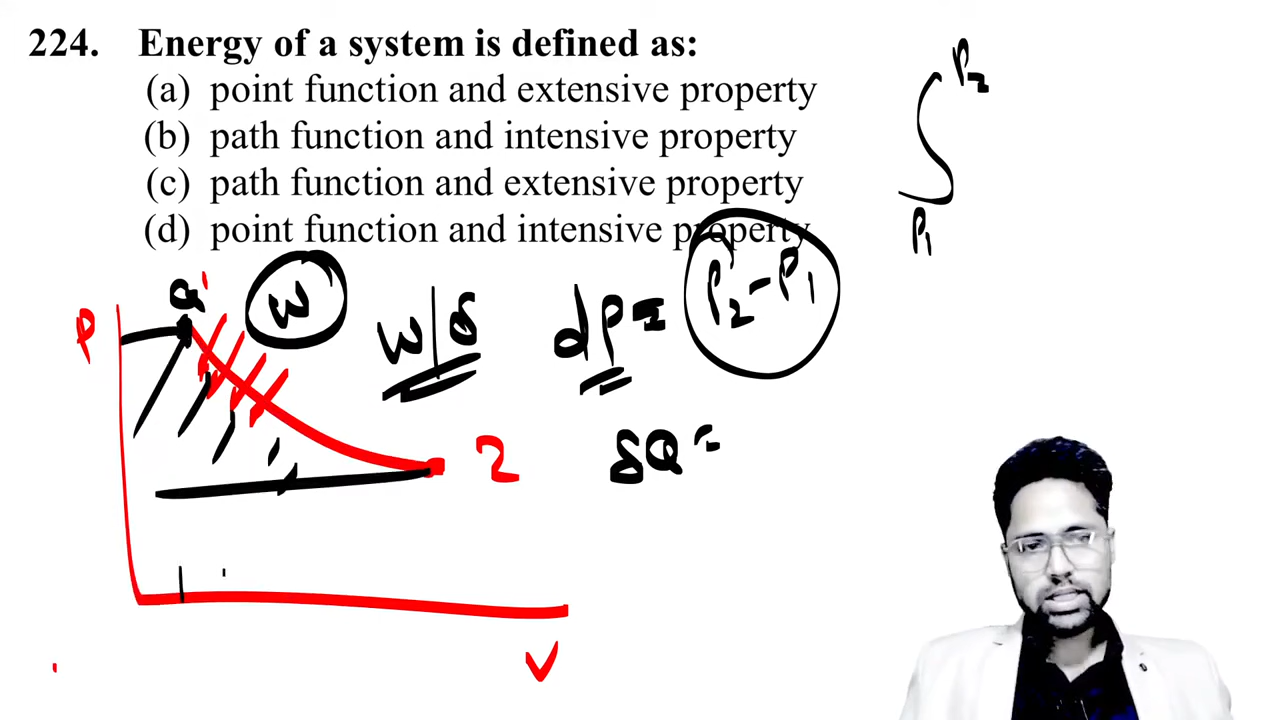 224. Energy of a system is defined as:
(a) point function and extensive property
(b) path function and intensive property
(c) path function and extensive property
(d) point function and intensive property
P2
P1
P
1
W
W/δ
dP =
P2 - P1
2
δQ =
V